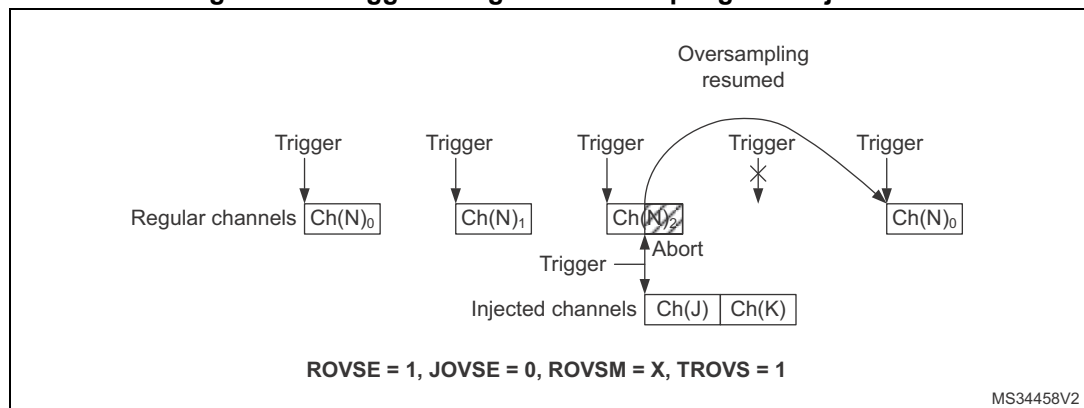 Oversampling
resumed
Trigger Trigger Trigger Trigger Trigger
Regular channels Ch(N)₀ Ch(N)₁ Ch(N)₂ Ch(N)₀
Abort
Trigger
Injected channels Ch(J) Ch(K)
ROVSE = 1, JOVSE = 0, ROVSM = X, TROVS = 1
MS34458V2